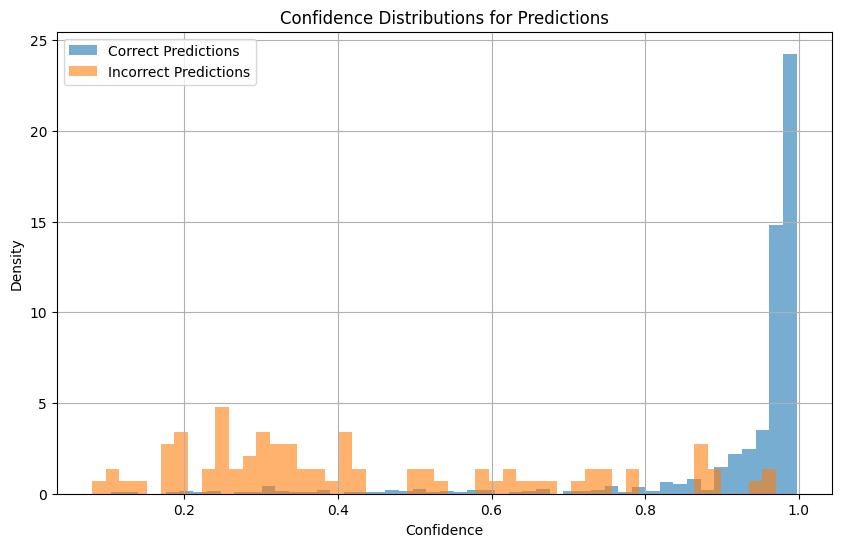 Confidence Distributions for Predictions
Correct Predictions
Incorrect Predictions
25
20
15
10
5
0
Density
0.2 0.4 0.6 0.8 1.0
Confidence